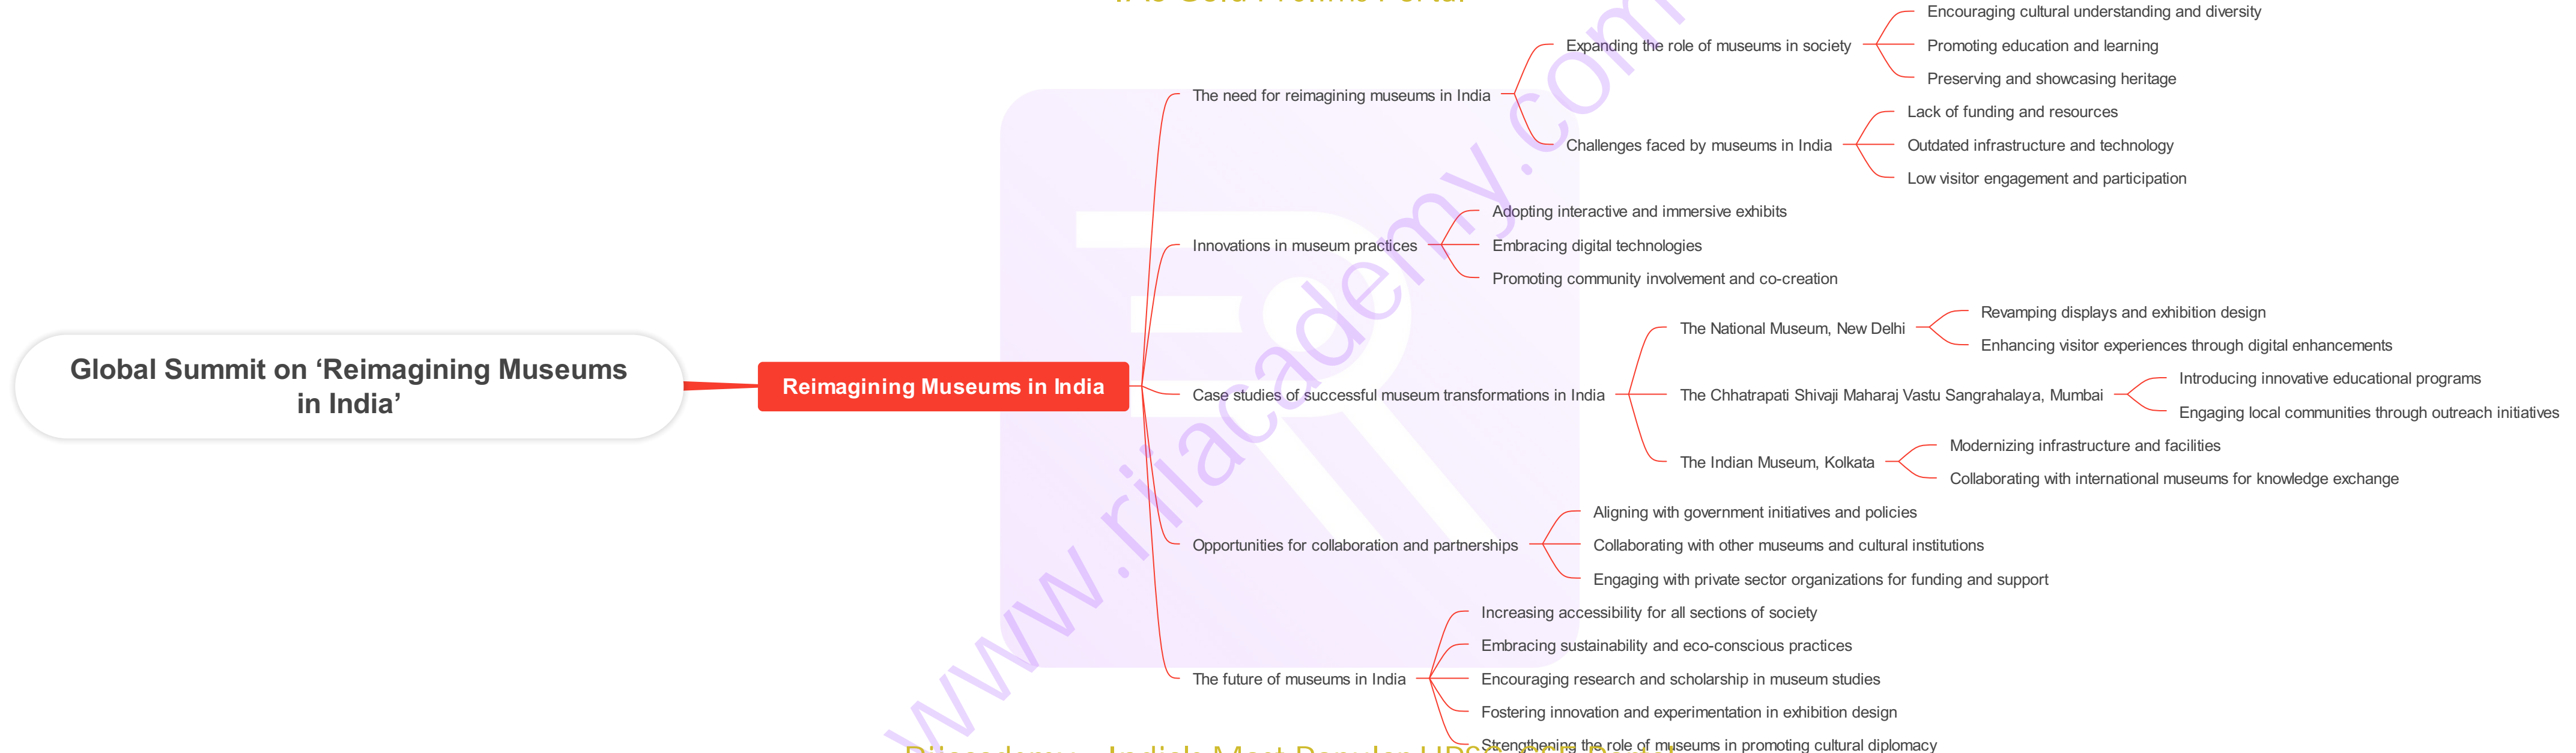 IAS Gold Prelims Portal
Global Summit on ‘Reimagining Museums
in India’
Reimagining Museums in India
The need for reimagining museums in India
Expanding the role of museums in society
Encouraging cultural understanding and diversity
Promoting education and learning
Preserving and showcasing heritage
Challenges faced by museums in India
Lack of funding and resources
Outdated infrastructure and technology
Low visitor engagement and participation
Innovations in museum practices
Adopting interactive and immersive exhibits
Embracing digital technologies
Promoting community involvement and co-creation
Case studies of successful museum transformations in India
The National Museum, New Delhi
Revamping displays and exhibition design
Enhancing visitor experiences through digital enhancements
The Chhatrapati Shivaji Maharaj Vastu Sangrahalaya, Mumbai
Introducing innovative educational programs
Engaging local communities through outreach initiatives
The Indian Museum, Kolkata
Modernizing infrastructure and facilities
Collaborating with international museums for knowledge exchange
Opportunities for collaboration and partnerships
Aligning with government initiatives and policies
Collaborating with other museums and cultural institutions
Engaging with private sector organizations for funding and support
The future of museums in India
Increasing accessibility for all sections of society
Embracing sustainability and eco-conscious practices
Encouraging research and scholarship in museum studies
Fostering innovation and experimentation in exhibition design
Strengthening the role of museums in promoting cultural diplomacy
www.rijacademy.com